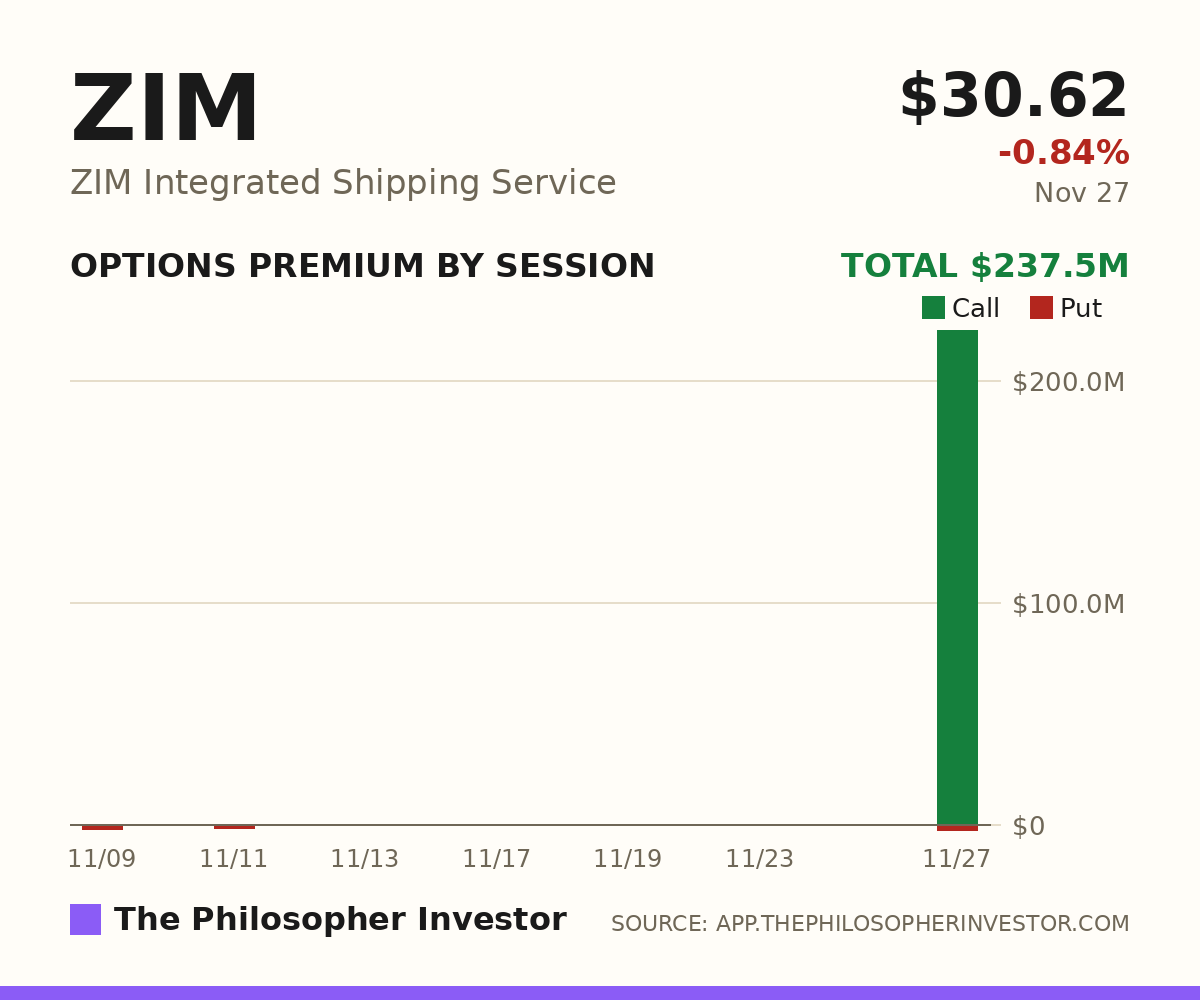 ZIM
$30.62
-0.84%
ZIM Integrated Shipping Service
Nov 27
OPTIONS PREMIUM BY SESSION
TOTAL $237.5M
Call
Put
$200.0M
$100.0M
$0
11/09
11/11
11/13
11/17
11/19
11/23
11/27
The Philosopher Investor
SOURCE: APP.THEPHILOSOPHERINVESTOR.COM